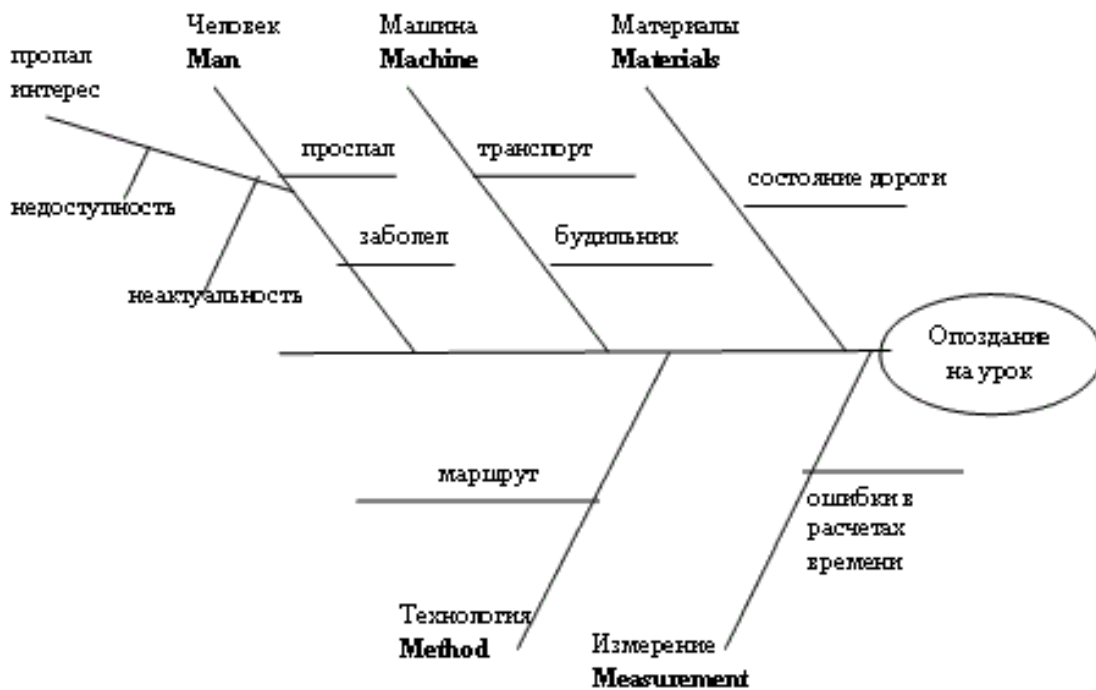 Человек
Man
Машина
Machine
Материалы
Materials
пропал
интерес
проспал
транспорт
состояние дороги
недоступность
заболел
будильник
неактуальность
Опоздание
на урок
маршрут
ошибки в
расчетах
времени
Технология
Method
Измерение
Measurement